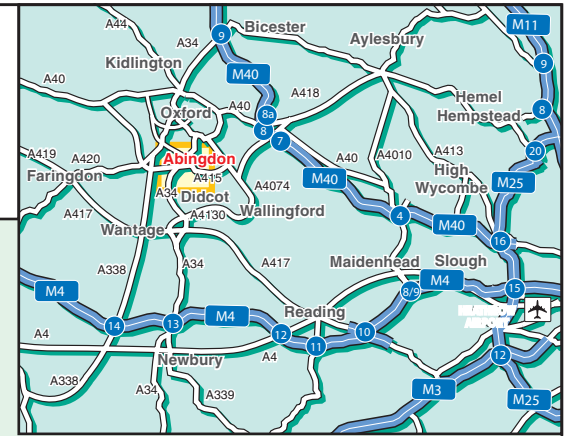 A44
A34
9
Bicester
Aylesbury
M11
Kidlington
A40
M40
9
Oxford
A40
8a
8
7
A418
Hemel
Hempstead
8
20
A419
A420
Abingdon
A415
Faringdon
A34
Didcot
A4074
M40
A40
A4010
A413
High
Wycombe
M25
A417
A4130
Wallingford
4
M40
16
Wantage
A338
A34
A417
Maidenhead
Slough
M4
8/9
M4
15
HEATHROW
AIRPORT
14
13
M4
Reading
12
11
10
12
A4
Newbury
A4
A338
A34
A339
M3
M25